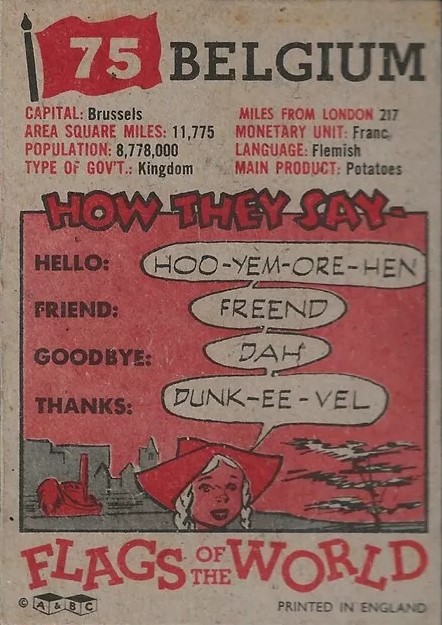 75 BELGIUM
CAPITAL: Brussels
AREA SQUARE MILES: 11,775
POPULATION: 8,778,000
TYPE OF GOV'T.: Kingdom
MILES FROM LONDON 217
MONETARY UNIT: Franc
LANGUAGE: Flemish
MAIN PRODUCT: Potatoes
HOW THEY SAY-
HELLO: HOO-YEM-ORE-HEN
FRIEND: FREEND
GOODBYE: DAH
THANKS: DUNK-EE-VEL
FLAGS OF THE WORLD
© A&BC PRINTED IN ENGLAND